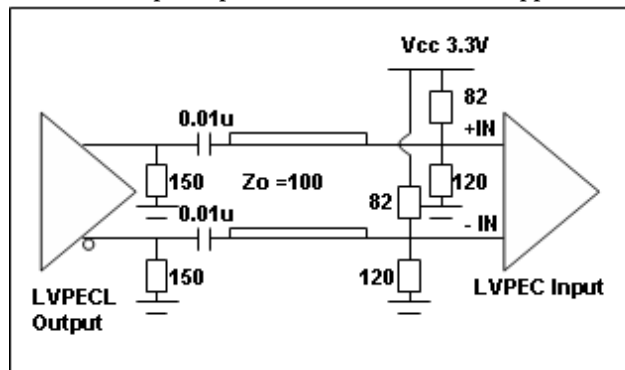 Vcc 3.3V
82
0.01u
+IN
150
Zo =100
120
82
0.01u
- IN
150
120
LVPECL
Output
LVPEC Input